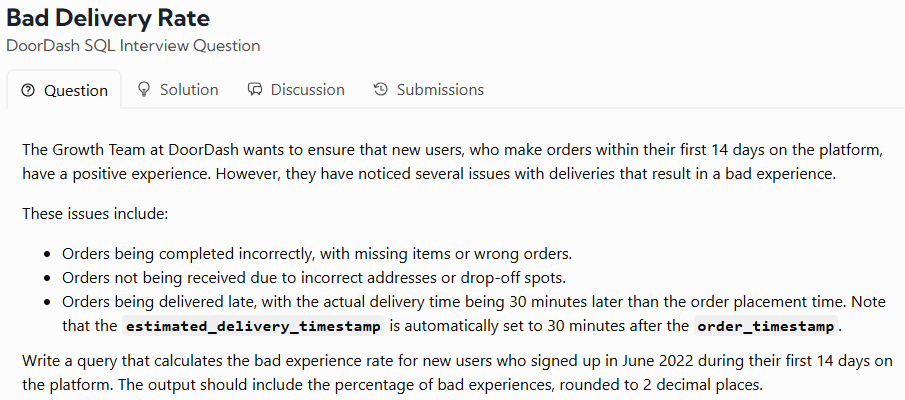 Bad Delivery Rate
DoorDash SQL Interview Question
Question Solution Discussion Submissions
The Growth Team at DoorDash wants to ensure that new users, who make orders within their first 14 days on the platform,
have a positive experience. However, they have noticed several issues with deliveries that result in a bad experience.
These issues include:
• Orders being completed incorrectly, with missing items or wrong orders.
• Orders not being received due to incorrect addresses or drop-off spots.
• Orders being delivered late, with the actual delivery time being 30 minutes later than the order placement time. Note
that the estimated_delivery_timestamp is automatically set to 30 minutes after the order_timestamp.
Write a query that calculates the bad experience rate for new users who signed up in June 2022 during their first 14 days on
the platform. The output should include the percentage of bad experiences, rounded to 2 decimal places.